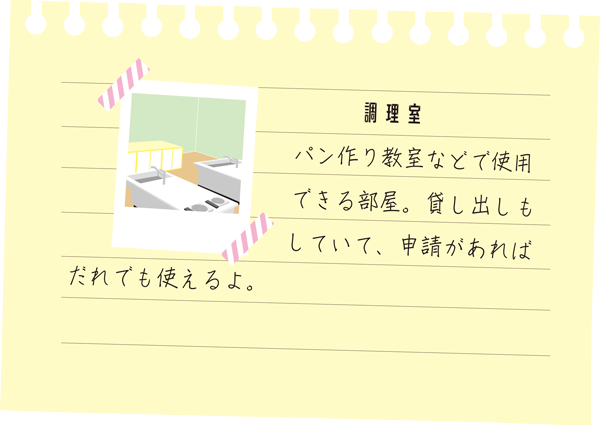 調理室
パン作り教室などで使用
できる部屋。貸し出しも
していて、申請があれば
だれでも使えるよ。